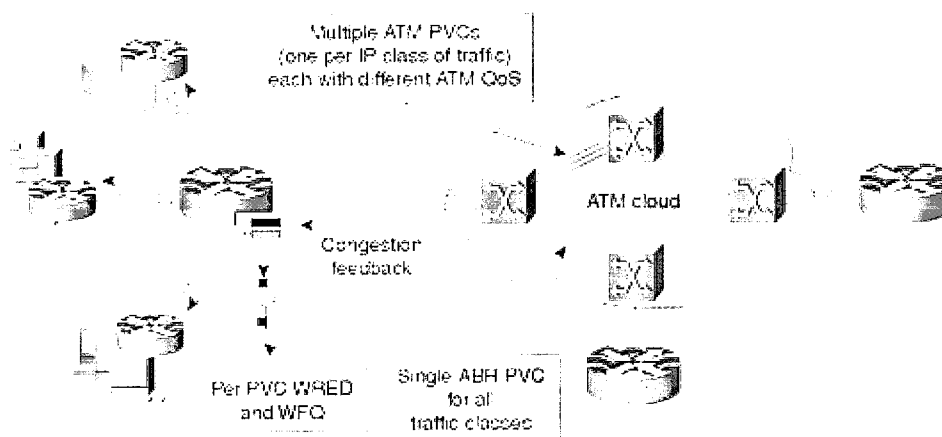 Multiple ATM PVCs
(one per IP class of traffic)
each with different ATM QoS
ATM cloud
Congestion
feedback
Per PVC WRED
and WFQ
Single ABR PVC
for all
traffic classes